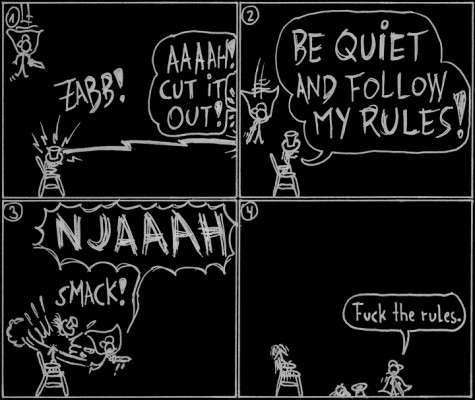 1
ZABB!
AAAAH!
CUT IT
OUT!
2
BE QUiET
AND FOLLOW
MY RULES!
3
NJAAAH
SMACK!
4
Fuck the rules.